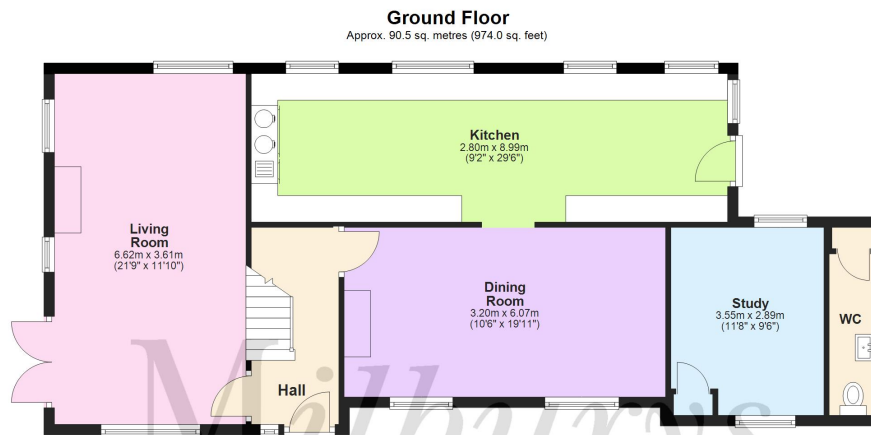 Ground Floor
Approx. 90.5 sq. metres (974.0 sq. feet)
Kitchen
2.80m x 8.99m
(9'2" x 29'6")
Living
Room
6.62m x 3.61m
(21'9" x 11'10")
Dining
Room
3.20m x 6.07m
(10'6" x 19'11")
Study
3.55m x 2.89m
(11'8" x 9'6")
WC
Hall
Milburys